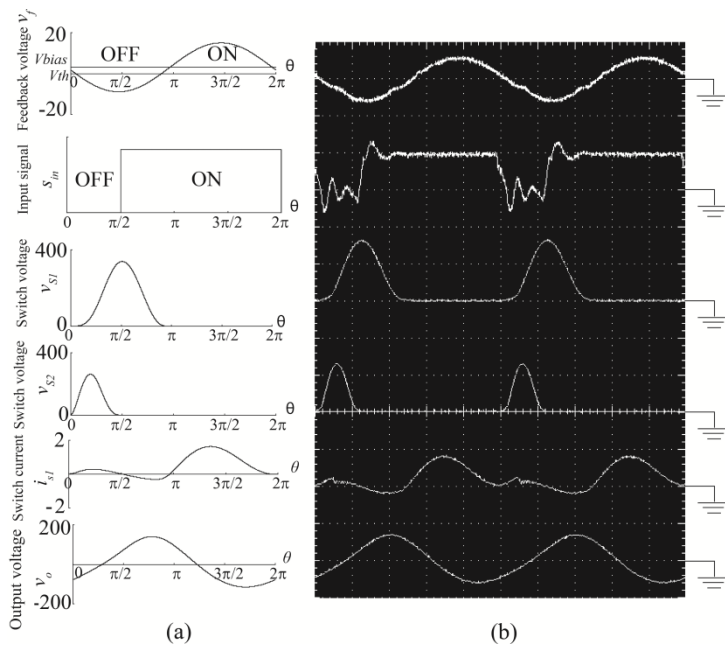 Feedback voltage v_f
20
Vbias
Vth
-20
OFF
ON
θ
0
π/2
π
3π/2
2π
Input signal
s_in
OFF
ON
θ
0
π/2
π
3π/2
2π
Switch voltage
v_S1
400
0
θ
0
π/2
π
3π/2
2π
Switch voltage
v_S2
400
0
θ
0
π/2
π
3π/2
2π
Switch current
i_s1
2
-2
θ
0
π/2
π
3π/2
2π
Output voltage
v_o
200
-200
θ
0
π/2
π
3π/2
2π
(a)
(b)